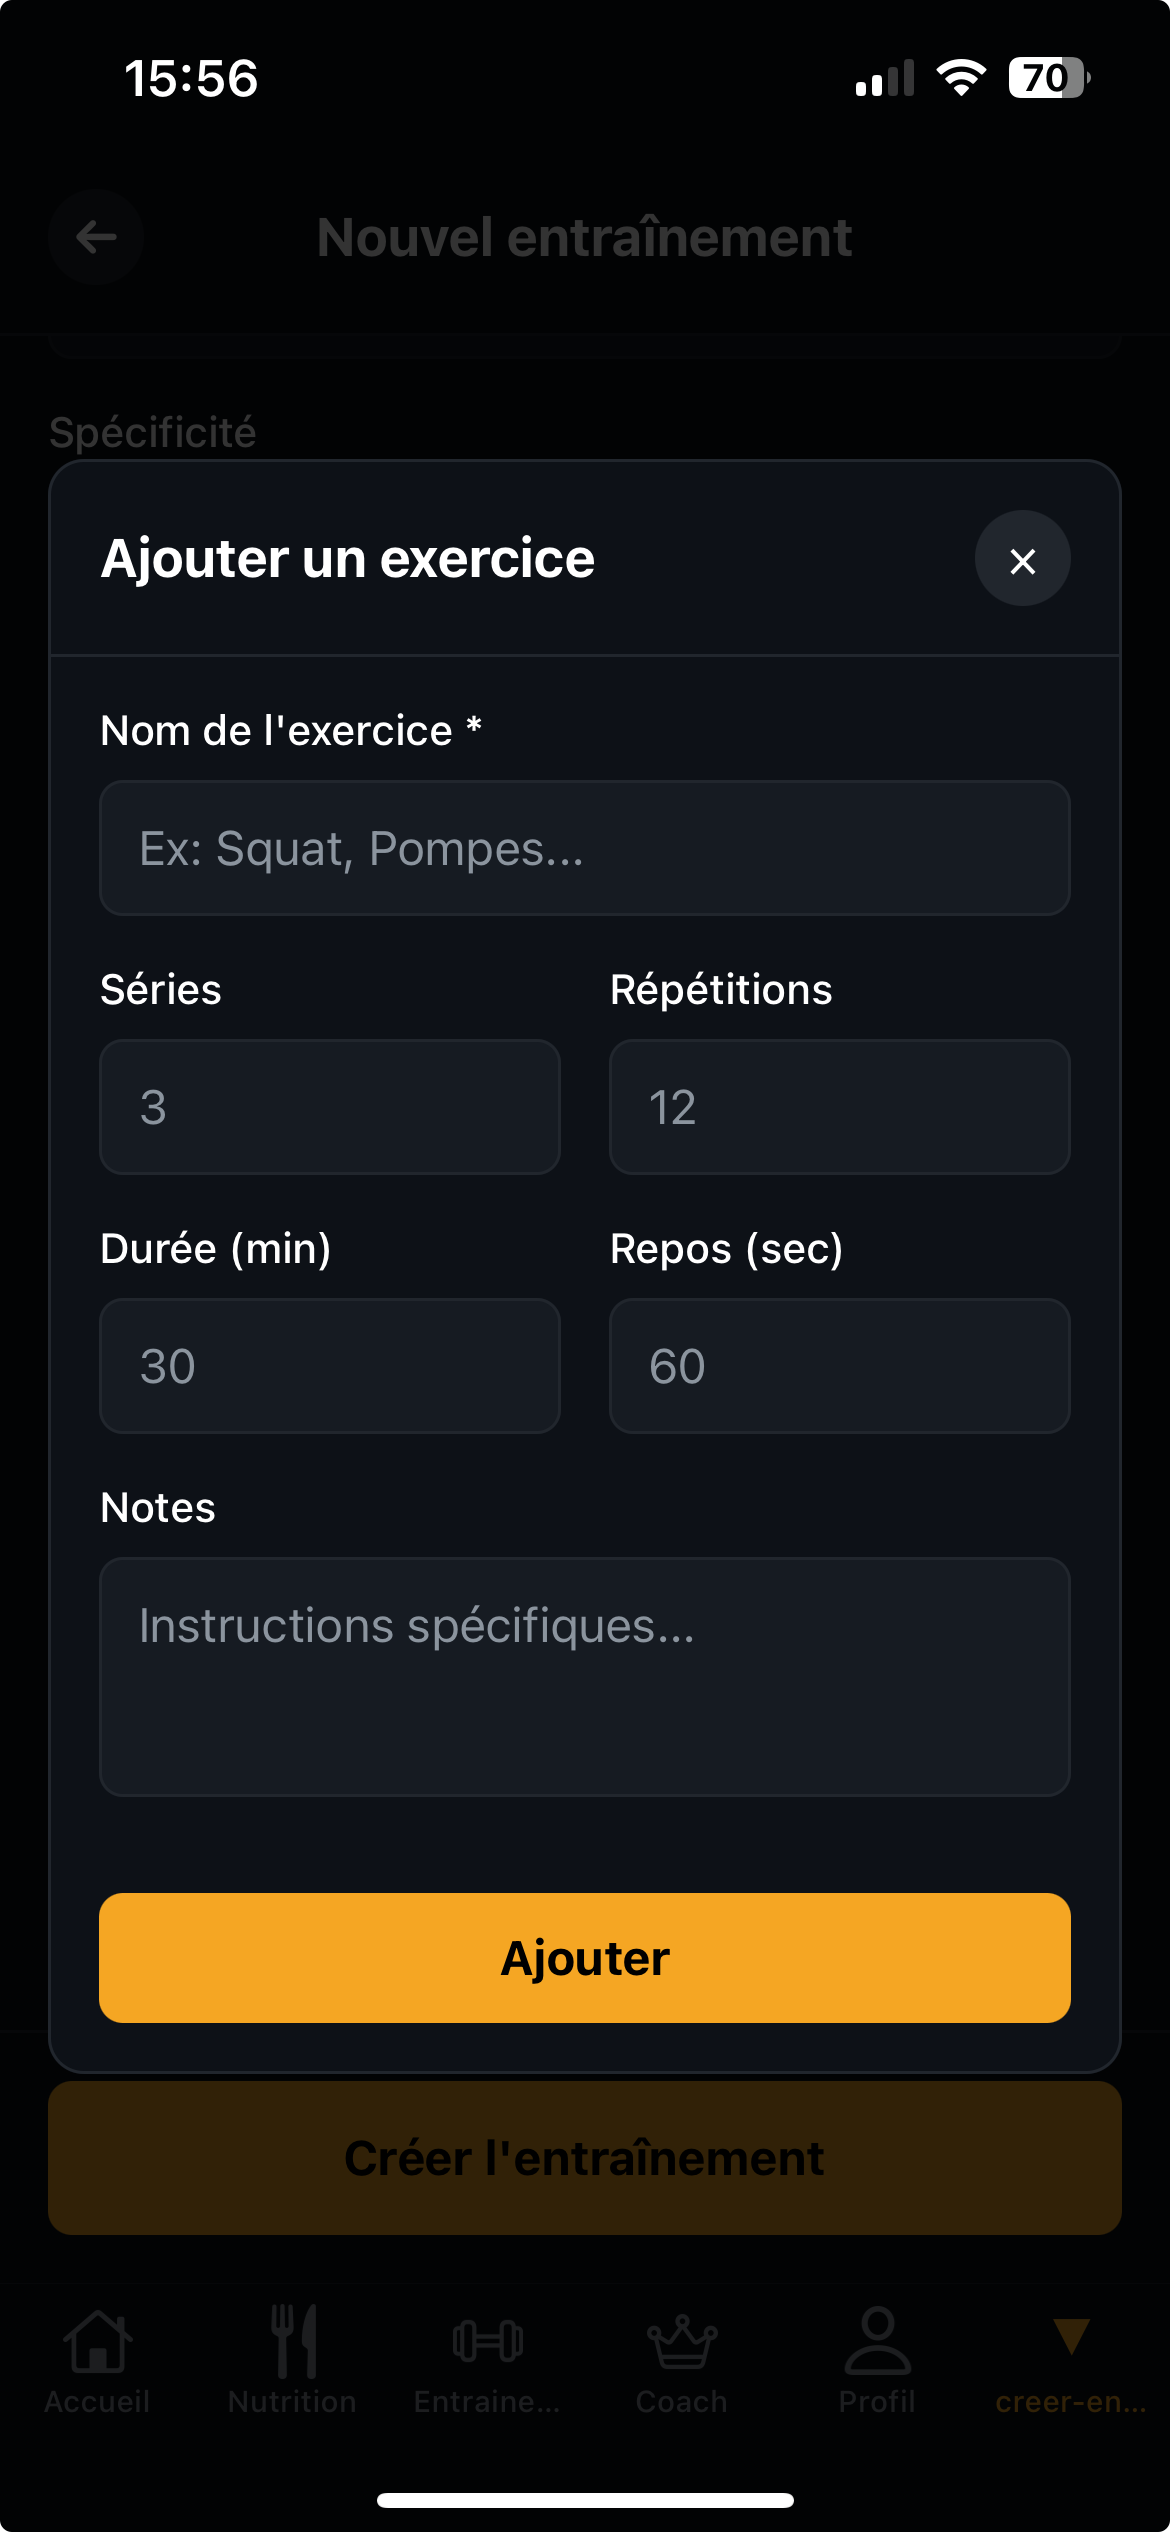 15:56
70
Nouvel entraînement
Spécificité
Ajouter un exercice
Nom de l'exercice *
Ex: Squat, Pompes...
Séries
Répétitions
3
12
Durée (min)
Repos (sec)
30
60
Notes
Instructions spécifiques...
Ajouter
Créer l'entraînement
Accueil
Nutrition
Entraine...
Coach
Profil
creer-en...